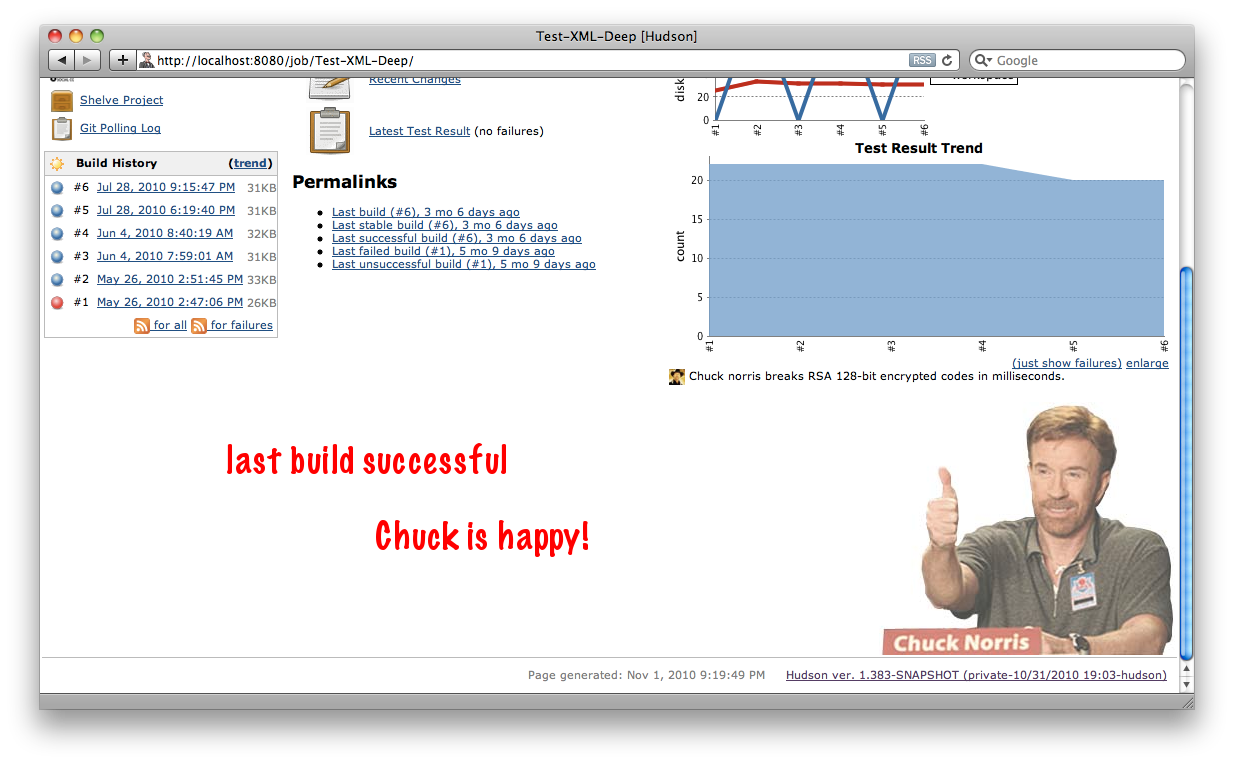 Test-XML-Deep [Hudson]
http://localhost:8080/job/Test-XML-Deep/
RSS
Google
Shelve Project
Git Polling Log
Build History (trend)
#6 Jul 28, 2010 9:15:47 PM 31KB
#5 Jul 28, 2010 6:19:40 PM 31KB
#4 Jun 4, 2010 8:40:19 AM 32KB
#3 Jun 4, 2010 7:59:01 AM 31KB
#2 May 26, 2010 2:51:45 PM 33KB
#1 May 26, 2010 2:47:06 PM 26KB
for all for failures
Recent Changes
Latest Test Result (no failures)
Permalinks
Last build (#6), 3 mo 6 days ago
Last stable build (#6), 3 mo 6 days ago
Last successful build (#6), 3 mo 6 days ago
Last failed build (#1), 5 mo 9 days ago
Last unsuccessful build (#1), 5 mo 9 days ago
disk
workspace
20
0
#1 #2 #3 #4 #5 #6
Test Result Trend
count
20
15
10
5
0
#1 #2 #3 #4 #5 #6
(just show failures) enlarge
Chuck norris breaks RSA 128-bit encrypted codes in milliseconds.
last build successful
Chuck is happy!
Chuck Norris
Page generated: Nov 1, 2010 9:19:49 PM Hudson ver. 1.383-SNAPSHOT (private-10/31/2010 19:03-hudson)